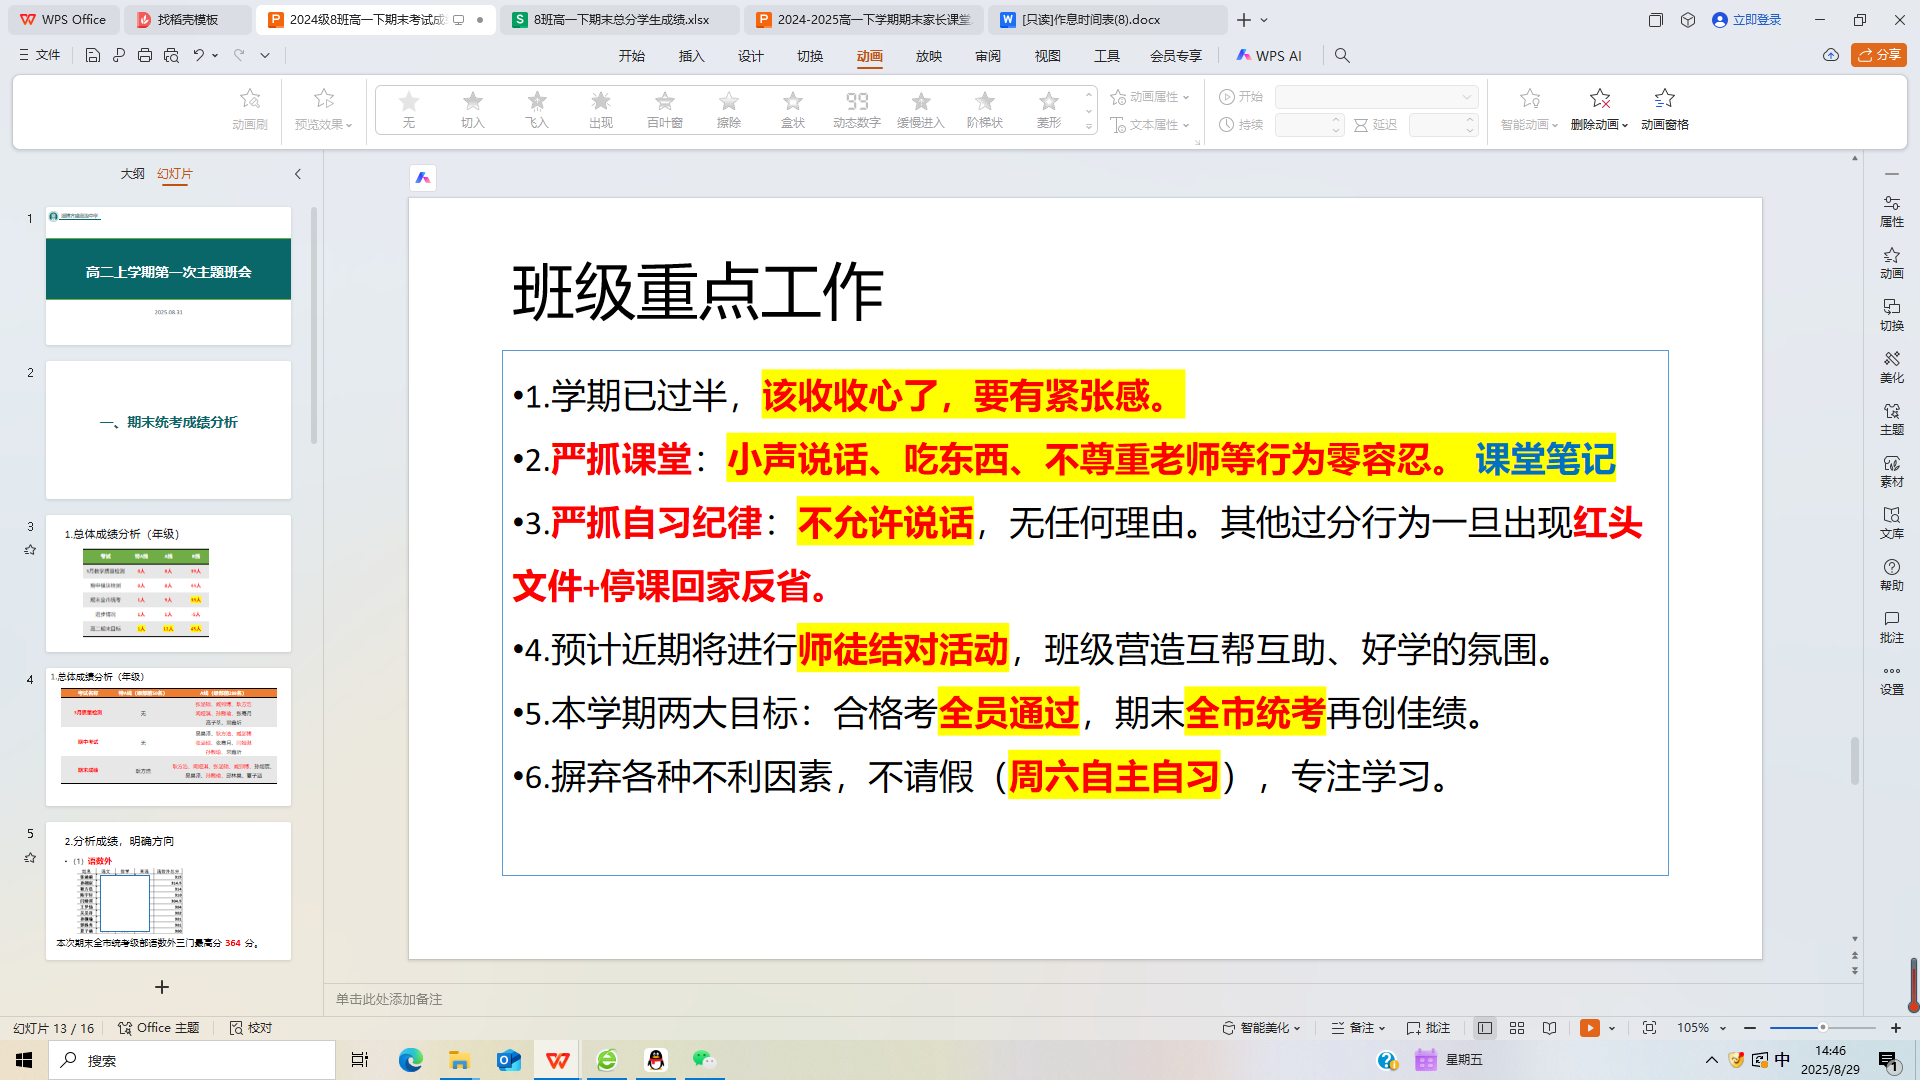 WPS Office
找稻壳模板
2024级8班高一下期末考试成
8班高一下期末总分学生成绩.xlsx
2024-2025高一下学期期末家长课堂
[只读]作息时间表(8).docx
立即登录
文件
开始 插入 设计 切换 动画 放映 审阅 视图 工具 会员专享 WPS AI
分享
动画刷 预览效果
无 切入 飞入 出现 百叶窗 擦除 盒状 动态数字 缓慢进入 阶梯状 菱形
动画属性 开始
文本属性 持续 延迟
智能动画 删除动画 动画窗格
大纲 幻灯片
1
高二上学期第一次主题班会
2025.08.31
2
一、期末统考成绩分析
3
1.总体成绩分析（年级）
4
1.总体成绩分析（年级）
5
2.分析成绩，明确方向
（1）语数外
本次期末全市统考级部语数外三门最高分 364 分。
班级重点工作
•1.学期已过半，该收收心了，要有紧张感。
•2.严抓课堂：小声说话、吃东西、不尊重老师等行为零容忍。 课堂笔记
•3.严抓自习纪律：不允许说话，无任何理由。其他过分行为一旦出现红头
文件+停课回家反省。
•4.预计近期将进行师徒结对活动，班级营造互帮互助、好学的氛围。
•5.本学期两大目标：合格考全员通过，期末全市统考再创佳绩。
•6.摒弃各种不利因素，不请假（周六自主自习），专注学习。
属性
动画
切换
美化
主题
素材
文库
帮助
批注
设置
单击此处添加备注
幻灯片 13 / 16 Office 主题 校对
智能美化 备注 批注 105%
搜索
星期五
中
14:46
2025/8/29
1